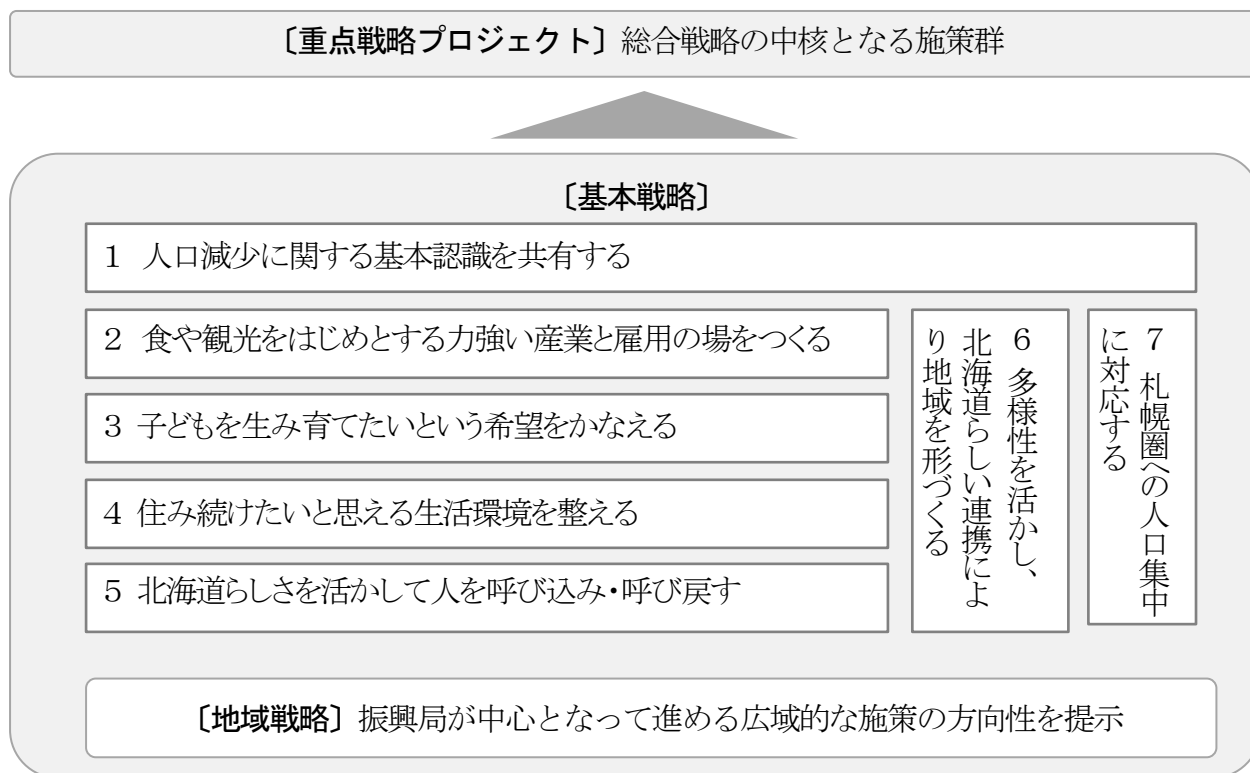 〔重点戦略プロジェクト〕総合戦略の中核となる施策群
〔基本戦略〕
1 人口減少に関する基本認識を共有する
2 食や観光をはじめとする力強い産業と雇用の場をつくる
3 子どもを生み育てたいという希望をかなえる
4 住み続けたいと思える生活環境を整える
5 北海道らしさを活かして人を呼び込み・呼び戻す
6 多様性を活かし、
北海道らしい連携によ
り地域を形づくる
7 札幌圏への人口集中
に対応する
〔地域戦略〕振興局が中心となって進める広域的な施策の方向性を提示